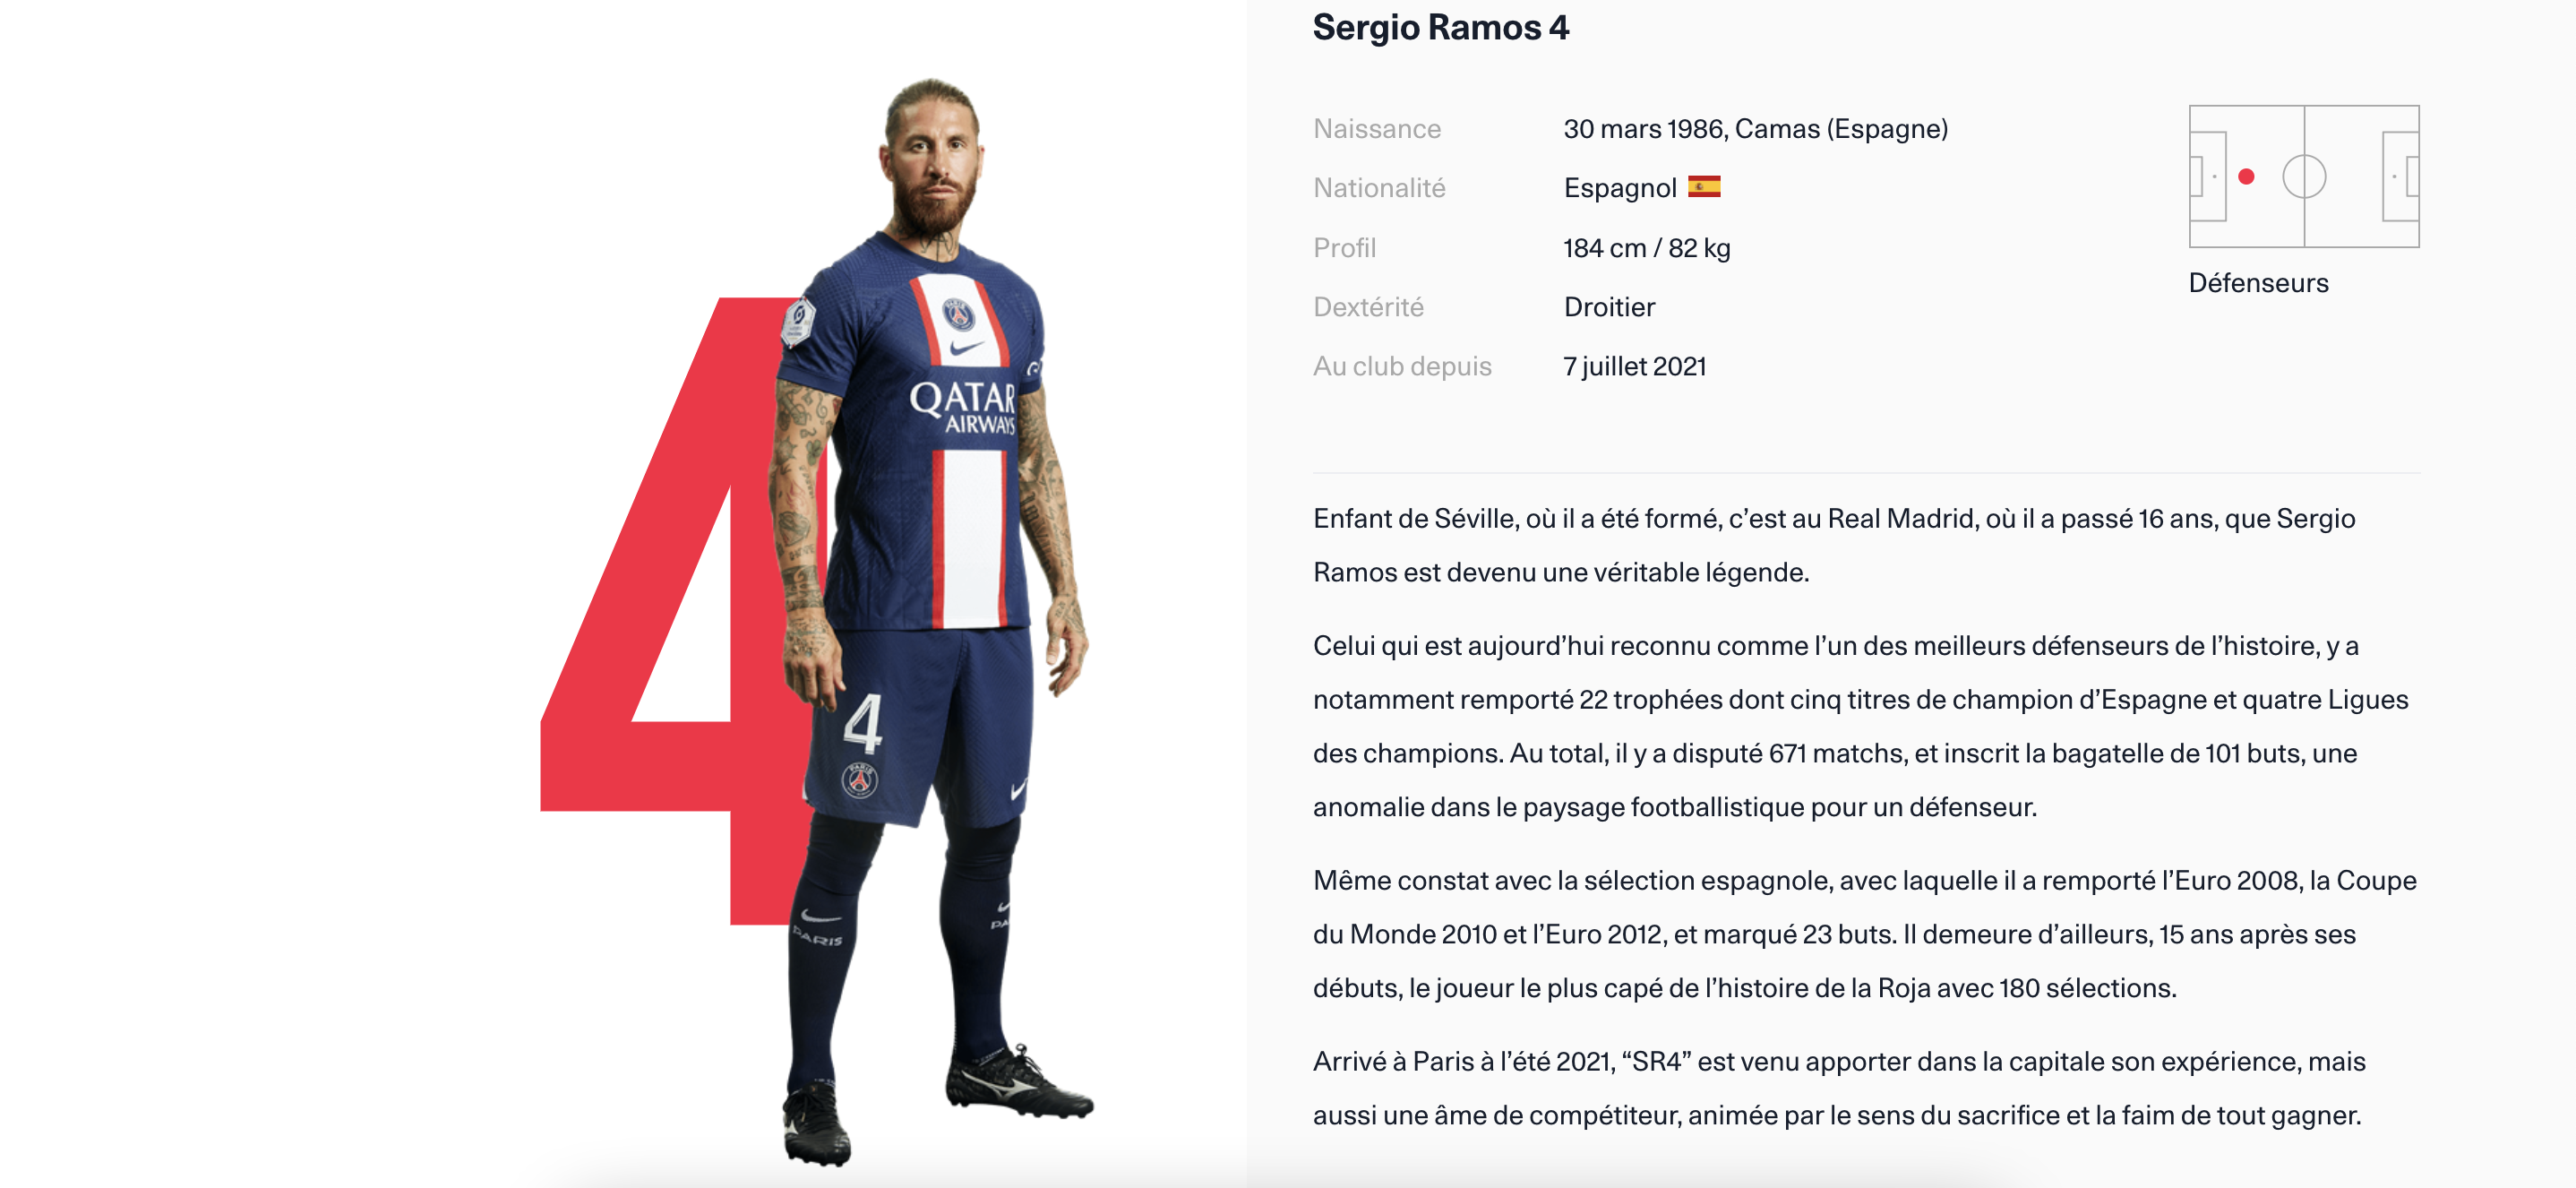 Sergio Ramos 4
Naissance 30 mars 1986, Camas (Espagne)
Nationalité Espagnol
Profil 184 cm / 82 kg
Dextérité Droitier
Au club depuis 7 juillet 2021
Défenseurs
Enfant de Séville, où il a été formé, c’est au Real Madrid, où il a passé 16 ans, que Sergio
Ramos est devenu une véritable légende.
Celui qui est aujourd’hui reconnu comme l’un des meilleurs défenseurs de l’histoire, y a
notamment remporté 22 trophées dont cinq titres de champion d’Espagne et quatre Ligues
des champions. Au total, il y a disputé 671 matchs, et inscrit la bagatelle de 101 buts, une
anomalie dans le paysage footballistique pour un défenseur.
Même constat avec la sélection espagnole, avec laquelle il a remporté l’Euro 2008, la Coupe
du Monde 2010 et l’Euro 2012, et marqué 23 buts. Il demeure d’ailleurs, 15 ans après ses
débuts, le joueur le plus capé de l’histoire de la Roja avec 180 sélections.
Arrivé à Paris à l’été 2021, “SR4” est venu apporter dans la capitale son expérience, mais
aussi une âme de compétiteur, animée par le sens du sacrifice et la faim de tout gagner.
4
PARIS
QATAR
AIRWAYS
4
PARIS
PARIS
PA